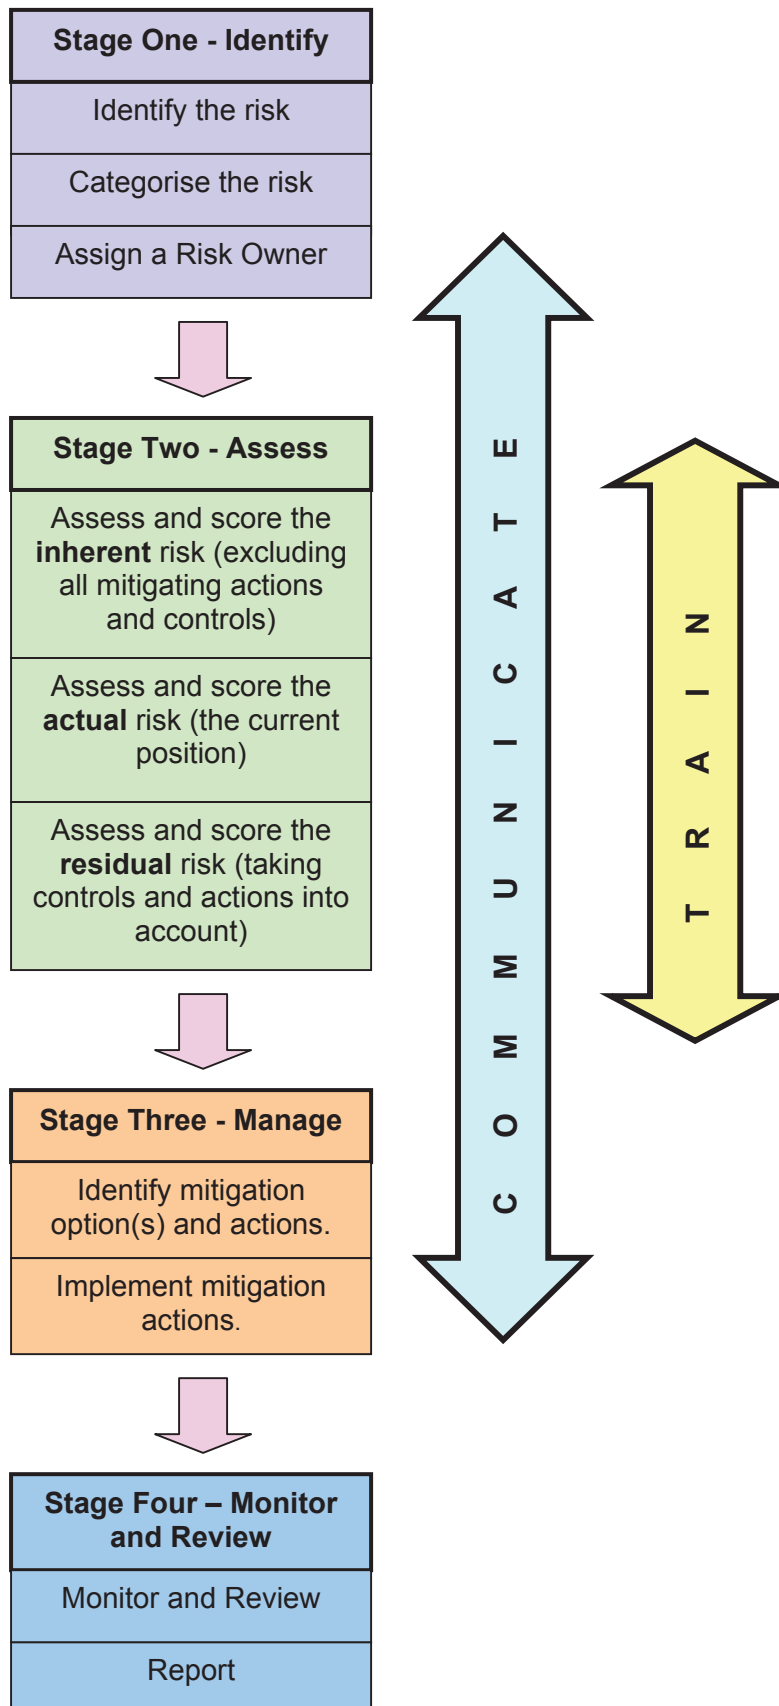 Stage One - Identify
Identify the risk
Categorise the risk
Assign a Risk Owner
Stage Two - Assess
Assess and score the
inherent risk (excluding
all mitigating actions
and controls)
Assess and score the
actual risk (the current
position)
Assess and score the
residual risk (taking
controls and actions into
account)
Stage Three - Manage
Identify mitigation
option(s) and actions.
Implement mitigation
actions.
Stage Four – Monitor
and Review
Monitor and Review
Report
COMMUNICATE
TRAIN